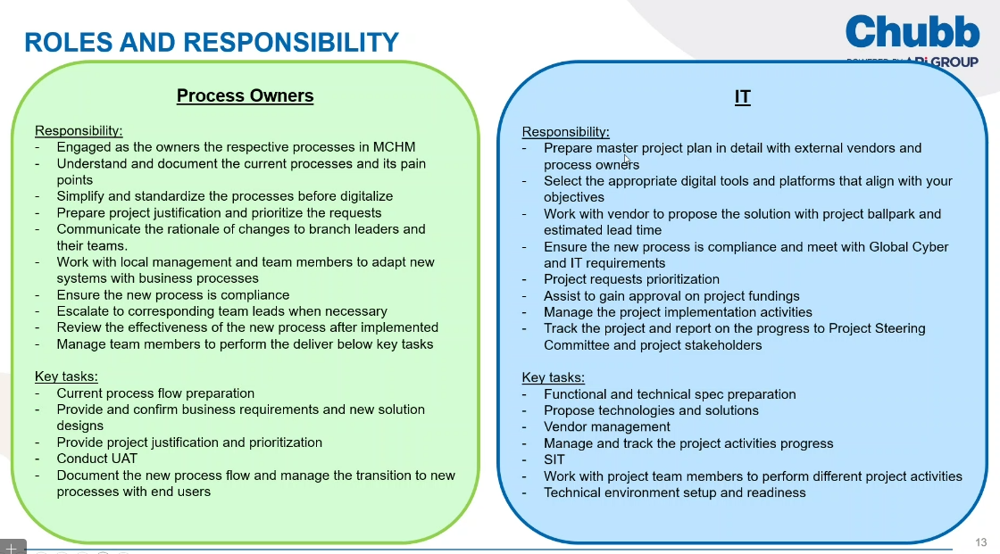 ROLES AND RESPONSIBILITY
Chubb
GROUP
Process Owners
Responsibility:
- Engaged as the owners the respective processes in MCHM
- Understand and document the current processes and its pain
points
- Simplify and standardize the processes before digitalize
- Prepare project justification and prioritize the requests
- Communicate the rationale of changes to branch leaders and
their teams.
- Work with local management and team members to adapt new
systems with business processes
- Ensure the new process is compliance
- Escalate to corresponding team leads when necessary
- Review the effectiveness of the new process after implemented
- Manage team members to perform the deliver below key tasks
Key tasks:
- Current process flow preparation
- Provide and confirm business requirements and new solution
designs
- Provide project justification and prioritization
- Conduct UAT
- Document the new process flow and manage the transition to new
processes with end users
IT
Responsibility:
- Prepare master project plan in detail with external vendors and
process owners
- Select the appropriate digital tools and platforms that align with your
objectives
- Work with vendor to propose the solution with project ballpark and
estimated lead time
- Ensure the new process is compliance and meet with Global Cyber
and IT requirements
- Project requests prioritization
- Assist to gain approval on project fundings
- Manage the project implementation activities
- Track the project and report on the progress to Project Steering
Committee and project stakeholders
Key tasks:
- Functional and technical spec preparation
- Propose technologies and solutions
- Vendor management
- Manage and track the project activities progress
- SIT
- Work with project team members to perform different project activities
- Technical environment setup and readiness
13